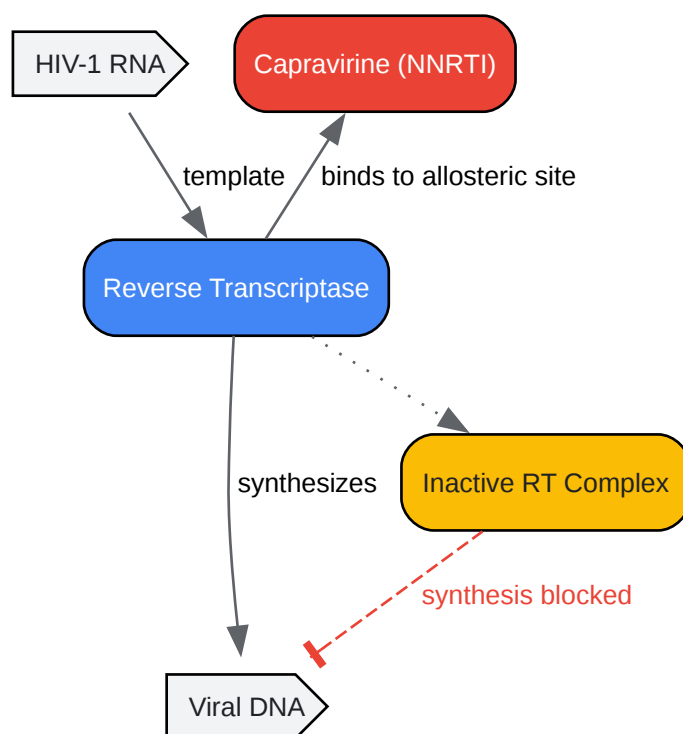 HIV-1 RNA
Capravirine (NNRTI)
template
binds to allosteric site
Reverse Transcriptase
synthesizes
Inactive RT Complex
synthesis blocked
Viral DNA